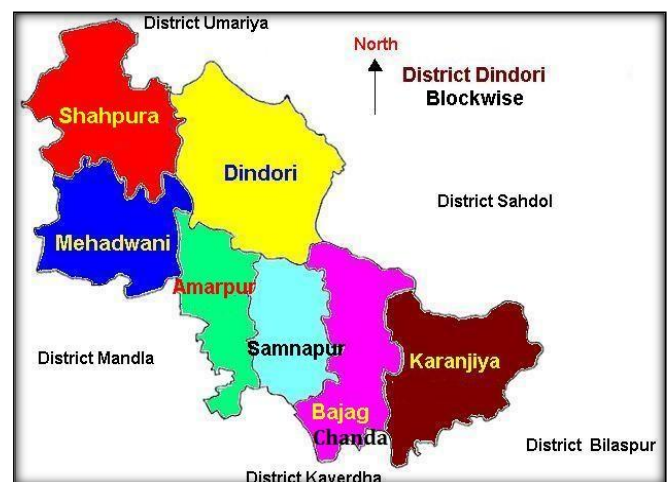 District Umariya
North
District Dindori
Blockwise
Shahpura
Dindori
District Sahdol
Mehadwani
Amarpur
Samnapur
District Mandla
Karanjiya
Bajag
Chanda
District Bilaspur
District Kaverdha